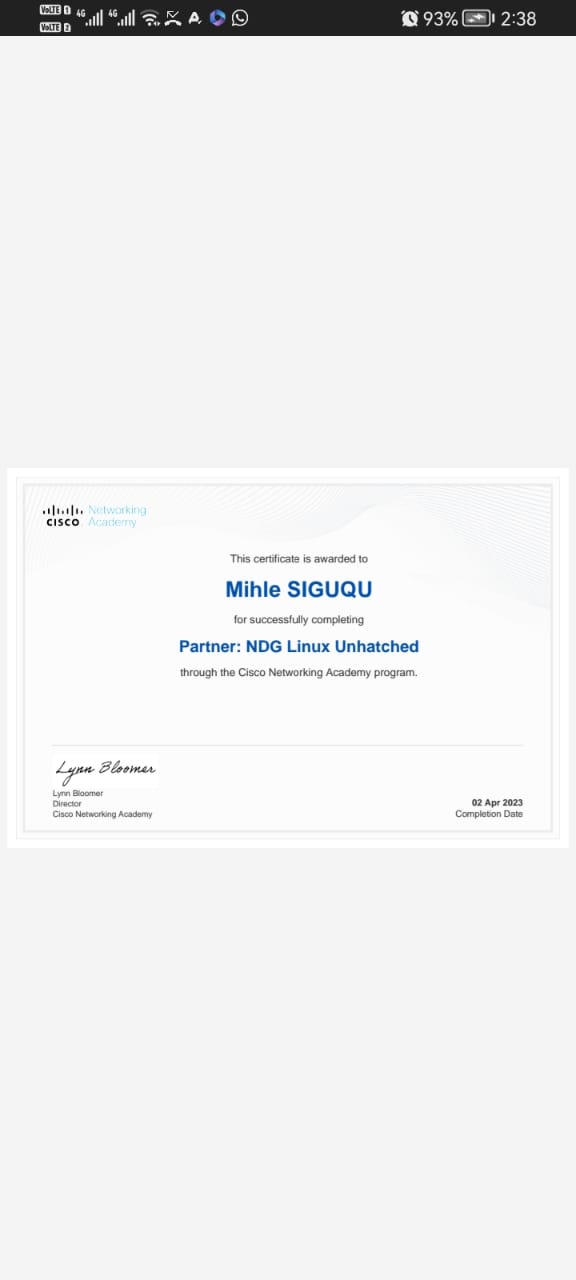 VoLTE 1
VoLTE 2
4G
4G
93%
2:38
Networking
CISCO Academy
This certificate is awarded to
Mihle SIGUQU
for successfully completing
Partner: NDG Linux Unhatched
through the Cisco Networking Academy program.
Lynn Bloomer
Lynn Bloomer
Director
Cisco Networking Academy
02 Apr 2023
Completion Date